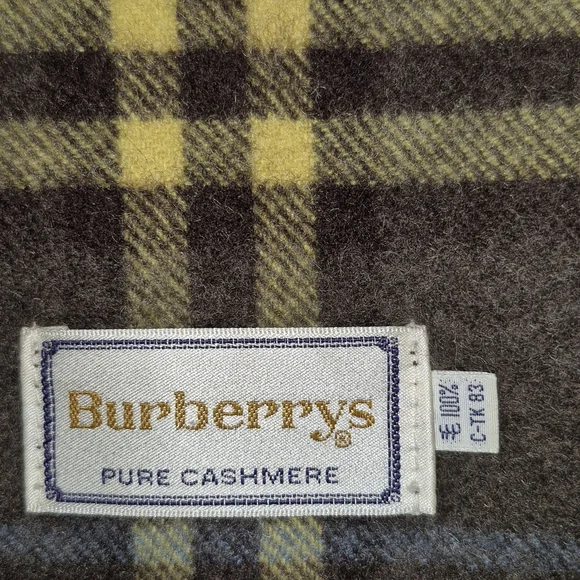 Burberrys®
PURE CASHMERE
毛 100%
C-TK 83